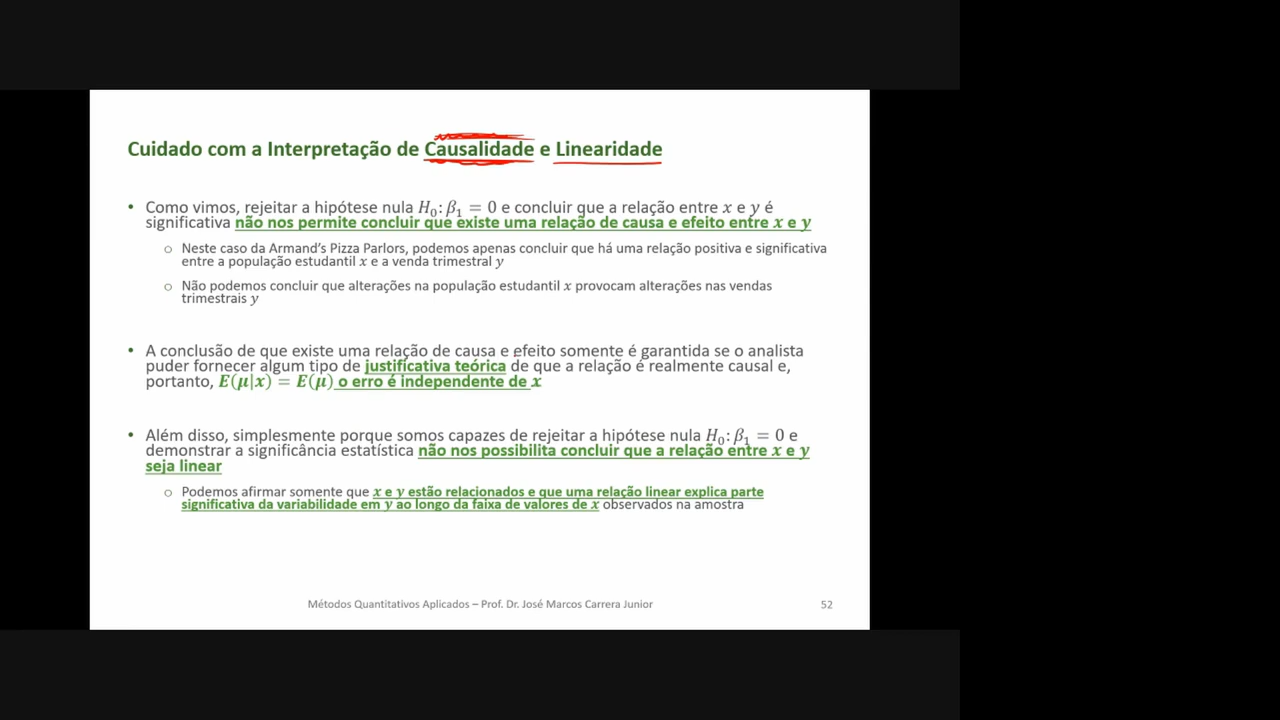 Cuidado com a Interpretação de Causalidade e Linearidade
• Como vimos, rejeitar a hipótese nula H₀: β₁ = 0 e concluir que a relação entre x e y é
significativa não nos permite concluir que existe uma relação de causa e efeito entre x e y
○ Neste caso da Armand's Pizza Parlors, podemos apenas concluir que há uma relação positiva e significativa
entre a população estudantil x e a venda trimestral y
○ Não podemos concluir que alterações na população estudantil x provocam alterações nas vendas
trimestrais y
• A conclusão de que existe uma relação de causa e efeito somente é garantida se o analista
puder fornecer algum tipo de justificativa teórica de que a relação é realmente causal e,
portanto, E(μ|x) = E(μ) o erro é independente de x
• Além disso, simplesmente porque somos capazes de rejeitar a hipótese nula H₀: β₁ = 0 e
demonstrar a significância estatística não nos possibilita concluir que a relação entre x e y
seja linear
○ Podemos afirmar somente que x e y estão relacionados e que uma relação linear explica parte
significativa da variabilidade em y ao longo da faixa de valores de x observados na amostra
Métodos Quantitativos Aplicados – Prof. Dr. José Marcos Carrera Junior
52